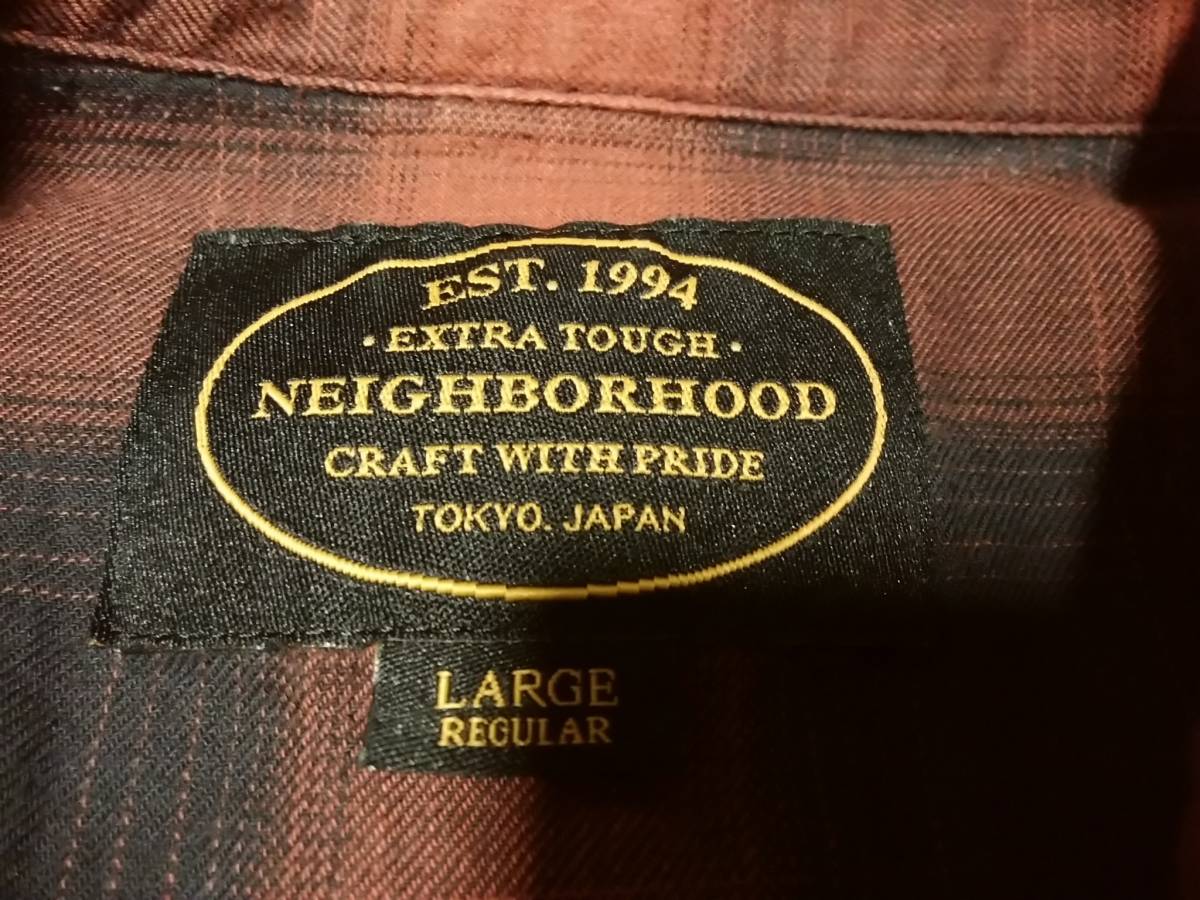 EST. 1994
· EXTRA TOUGH ·
NEIGHBORHOOD
CRAFT WITH PRIDE
TOKYO. JAPAN
LARGE
REGULAR